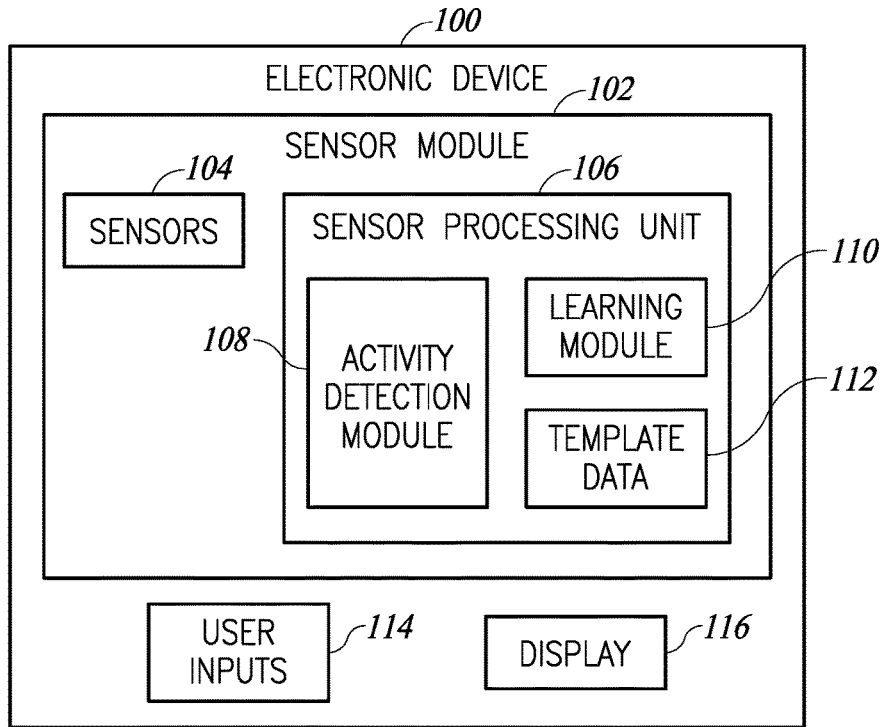 100
ELECTRONIC DEVICE
102
SENSOR MODULE
104
SENSORS
106
SENSOR PROCESSING UNIT
108
ACTIVITY
DETECTION
MODULE
110
LEARNING
MODULE
112
TEMPLATE
DATA
USER
INPUTS
114
DISPLAY
116